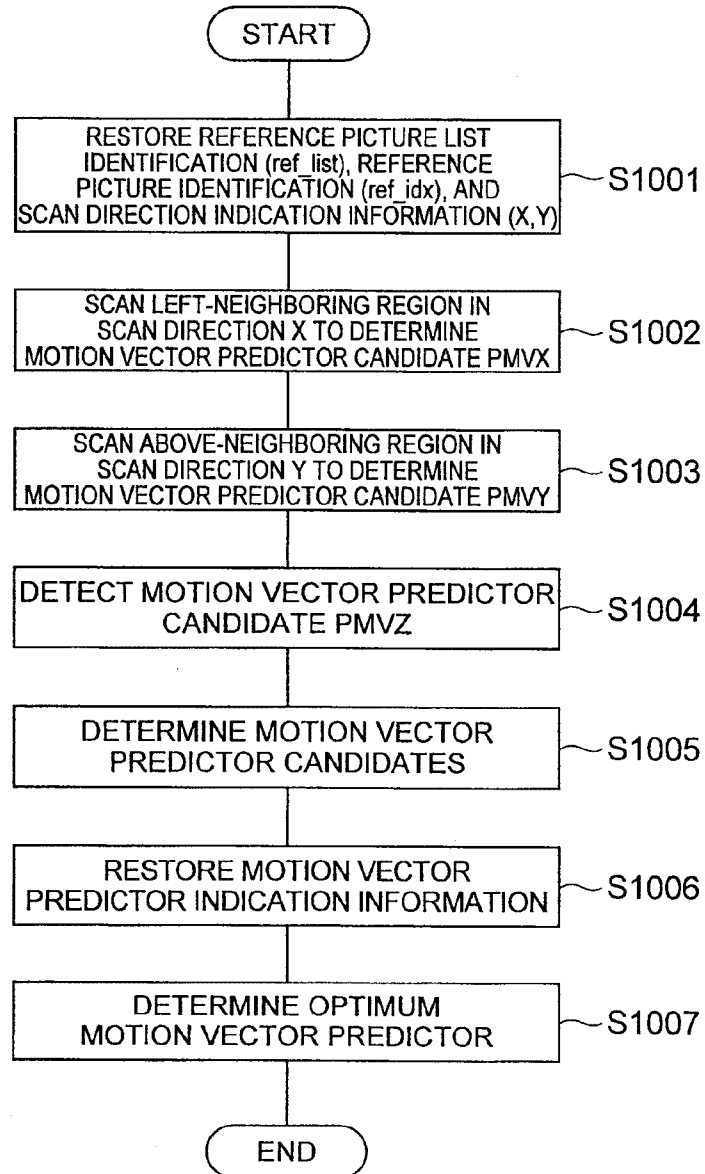 START
RESTORE REFERENCE PICTURE LIST
IDENTIFICATION (ref_list), REFERENCE
PICTURE IDENTIFICATION (ref_idx), AND
SCAN DIRECTION INDICATION INFORMATION (X,Y)
S1001
SCAN LEFT-NEIGHBORING REGION IN
SCAN DIRECTION X TO DETERMINE
MOTION VECTOR PREDICTOR CANDIDATE PMVX
S1002
SCAN ABOVE-NEIGHBORING REGION IN
SCAN DIRECTION Y TO DETERMINE
MOTION VECTOR PREDICTOR CANDIDATE PMVY
S1003
DETECT MOTION VECTOR PREDICTOR
CANDIDATE PMVZ
S1004
DETERMINE MOTION VECTOR
PREDICTOR CANDIDATES
S1005
RESTORE MOTION VECTOR
PREDICTOR INDICATION INFORMATION
S1006
DETERMINE OPTIMUM
MOTION VECTOR PREDICTOR
S1007
END